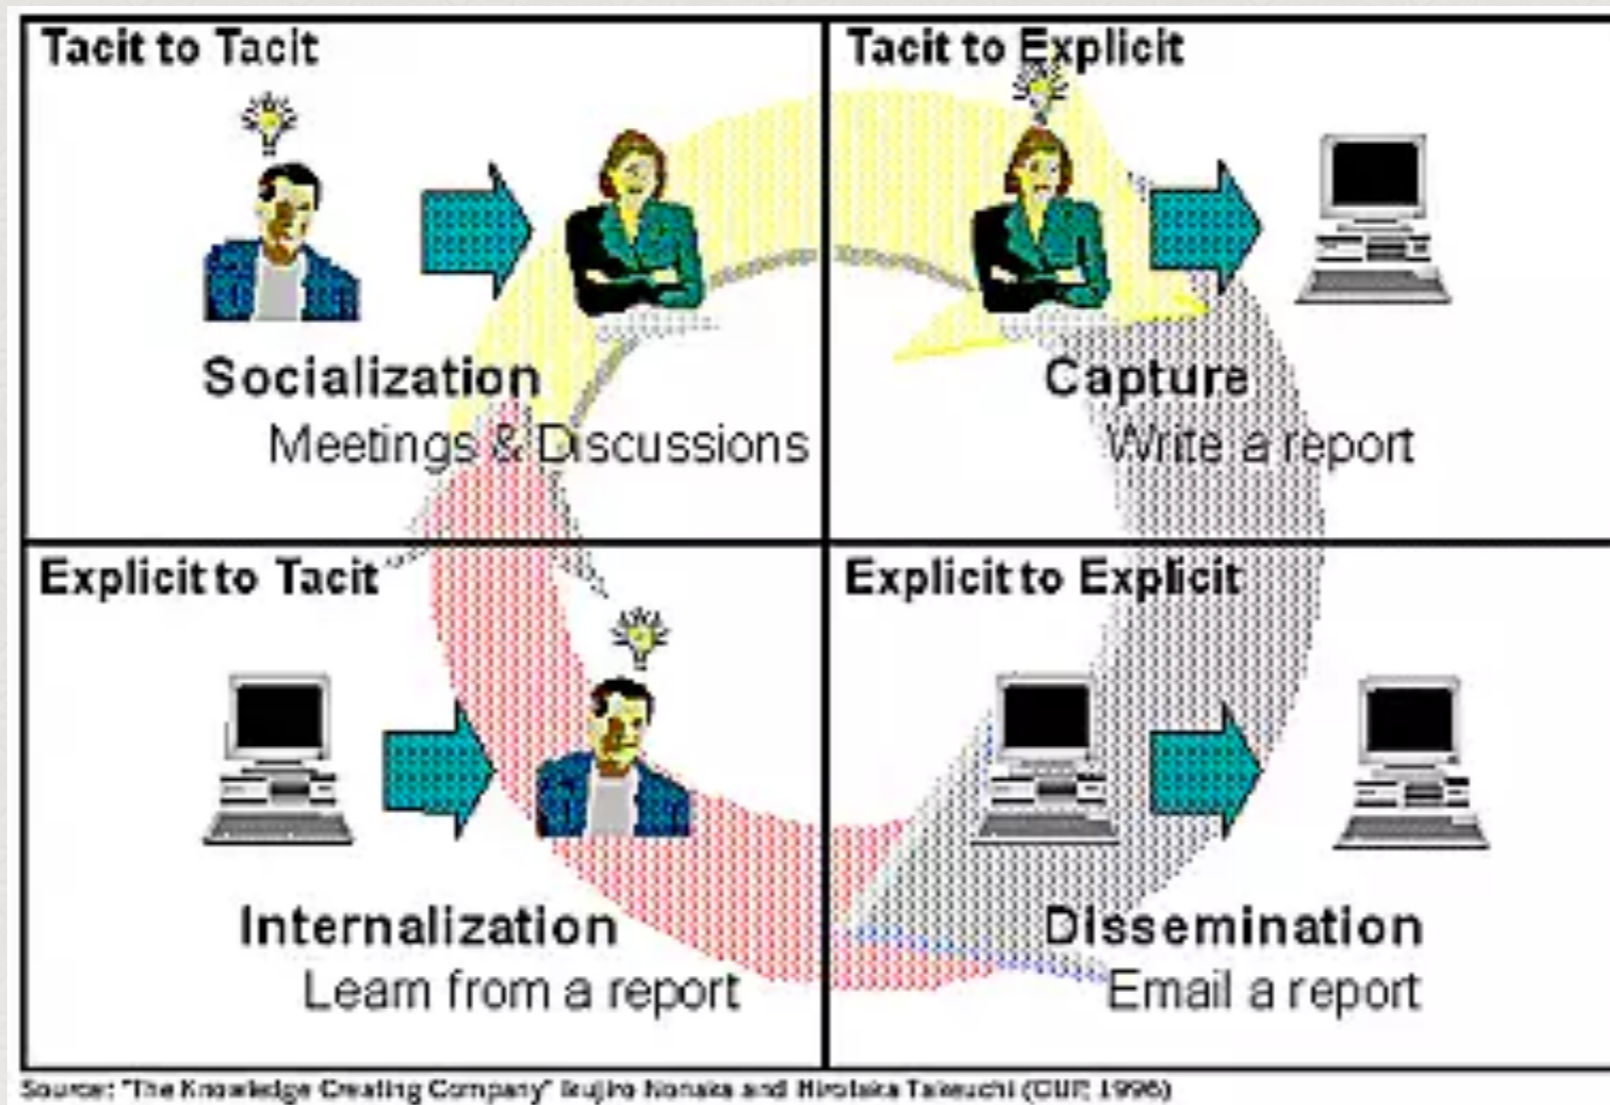 Tacit to Tacit
Socialization
Meetings & Discussions
Tacit to Explicit
Capture
Write a report
Explicit to Tacit
Internalization
Learn from a report
Explicit to Explicit
Dissemination
Email a report
Source: "The Knowledge Creating Company" Ikujiro Nonaka and Hirotaka Takeuchi